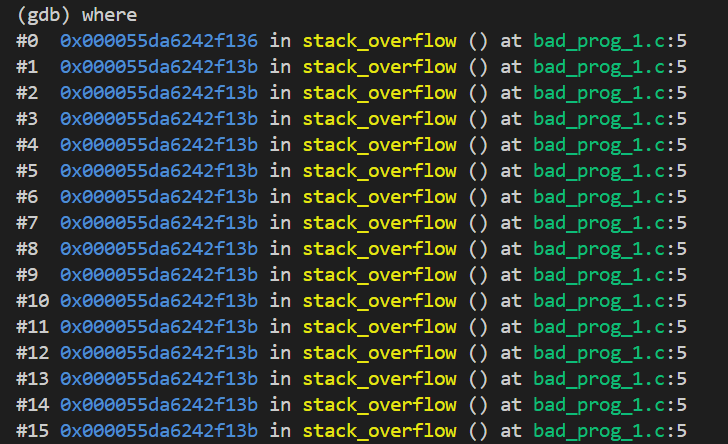 (gdb) where
#0  0x000055da6242f136 in stack_overflow () at bad_prog_1.c:5
#1  0x000055da6242f13b in stack_overflow () at bad_prog_1.c:5
#2  0x000055da6242f13b in stack_overflow () at bad_prog_1.c:5
#3  0x000055da6242f13b in stack_overflow () at bad_prog_1.c:5
#4  0x000055da6242f13b in stack_overflow () at bad_prog_1.c:5
#5  0x000055da6242f13b in stack_overflow () at bad_prog_1.c:5
#6  0x000055da6242f13b in stack_overflow () at bad_prog_1.c:5
#7  0x000055da6242f13b in stack_overflow () at bad_prog_1.c:5
#8  0x000055da6242f13b in stack_overflow () at bad_prog_1.c:5
#9  0x000055da6242f13b in stack_overflow () at bad_prog_1.c:5
#10 0x000055da6242f13b in stack_overflow () at bad_prog_1.c:5
#11 0x000055da6242f13b in stack_overflow () at bad_prog_1.c:5
#12 0x000055da6242f13b in stack_overflow () at bad_prog_1.c:5
#13 0x000055da6242f13b in stack_overflow () at bad_prog_1.c:5
#14 0x000055da6242f13b in stack_overflow () at bad_prog_1.c:5
#15 0x000055da6242f13b in stack_overflow () at bad_prog_1.c:5